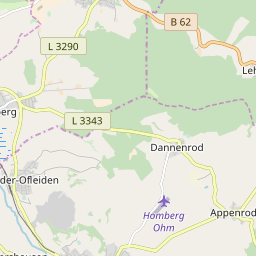 B 62
L 3290
Leh
berg
L 3343
Dannenrod
der-Ofleiden
Homberg
Ohm
Appenrod